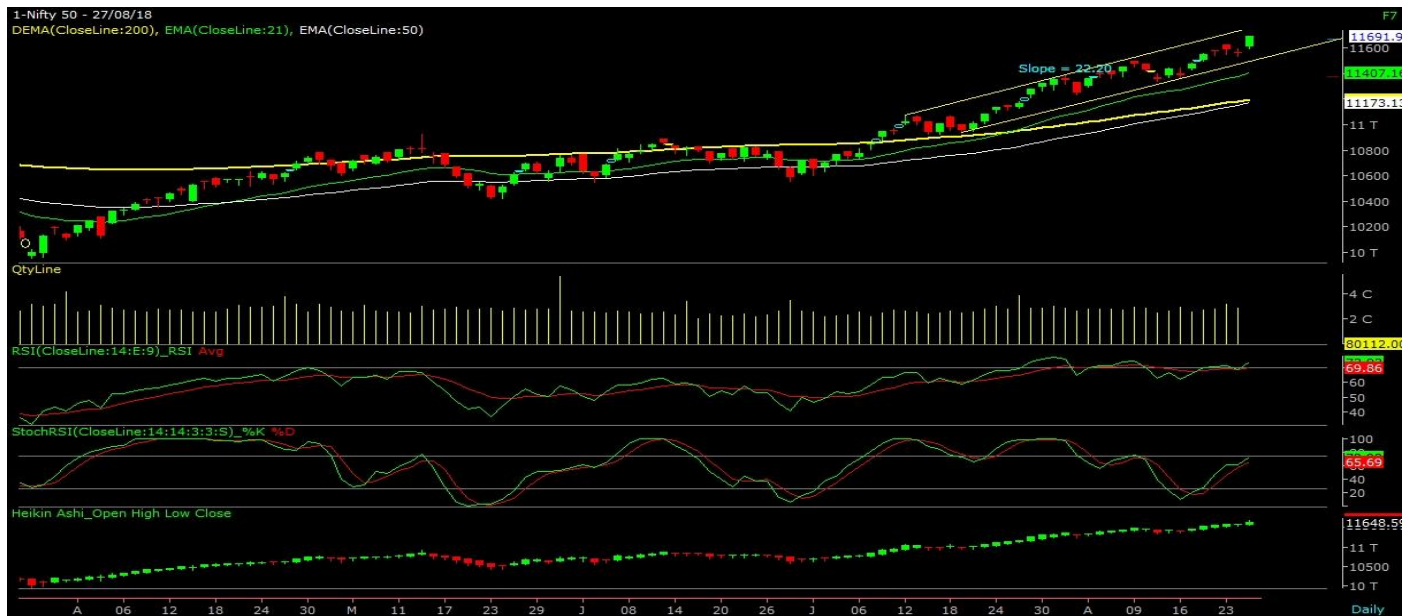 1-Nifty 50 - 27/08/18 F7
DEMA(CloseLine:200), EMA(CloseLine:21), EMA(CloseLine:50)
11691.9
11600
Slope = 22.20
11407.16
11173.13
11 T
10800
10600
10400
10200
10 T
QtyLine
4 C
2 C
80112.00
RSI(CloseLine:14:E:9)_RSI Avg
69.86
60
50
40
StochRSI(CloseLine:14:14:3:3:S)_%K %D
100
65.69
40
20
Heikin Ashi_Open High Low Close
11648.59
11 T
10500
10 T
A 06 12 18 24 30 M 11 17 23 29 J 08 14 20 26 J 06 12 18 24 30 A 09 16 23 Daily